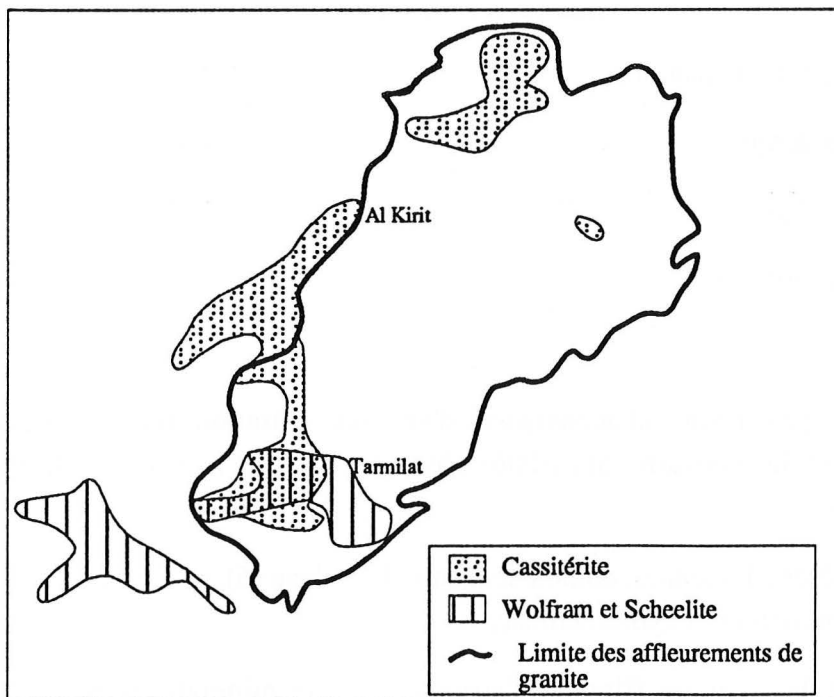 Al Kirit
Tarmilat
Cassitérite
Wolfram et Scheelite
Limite des affleurements de
granite